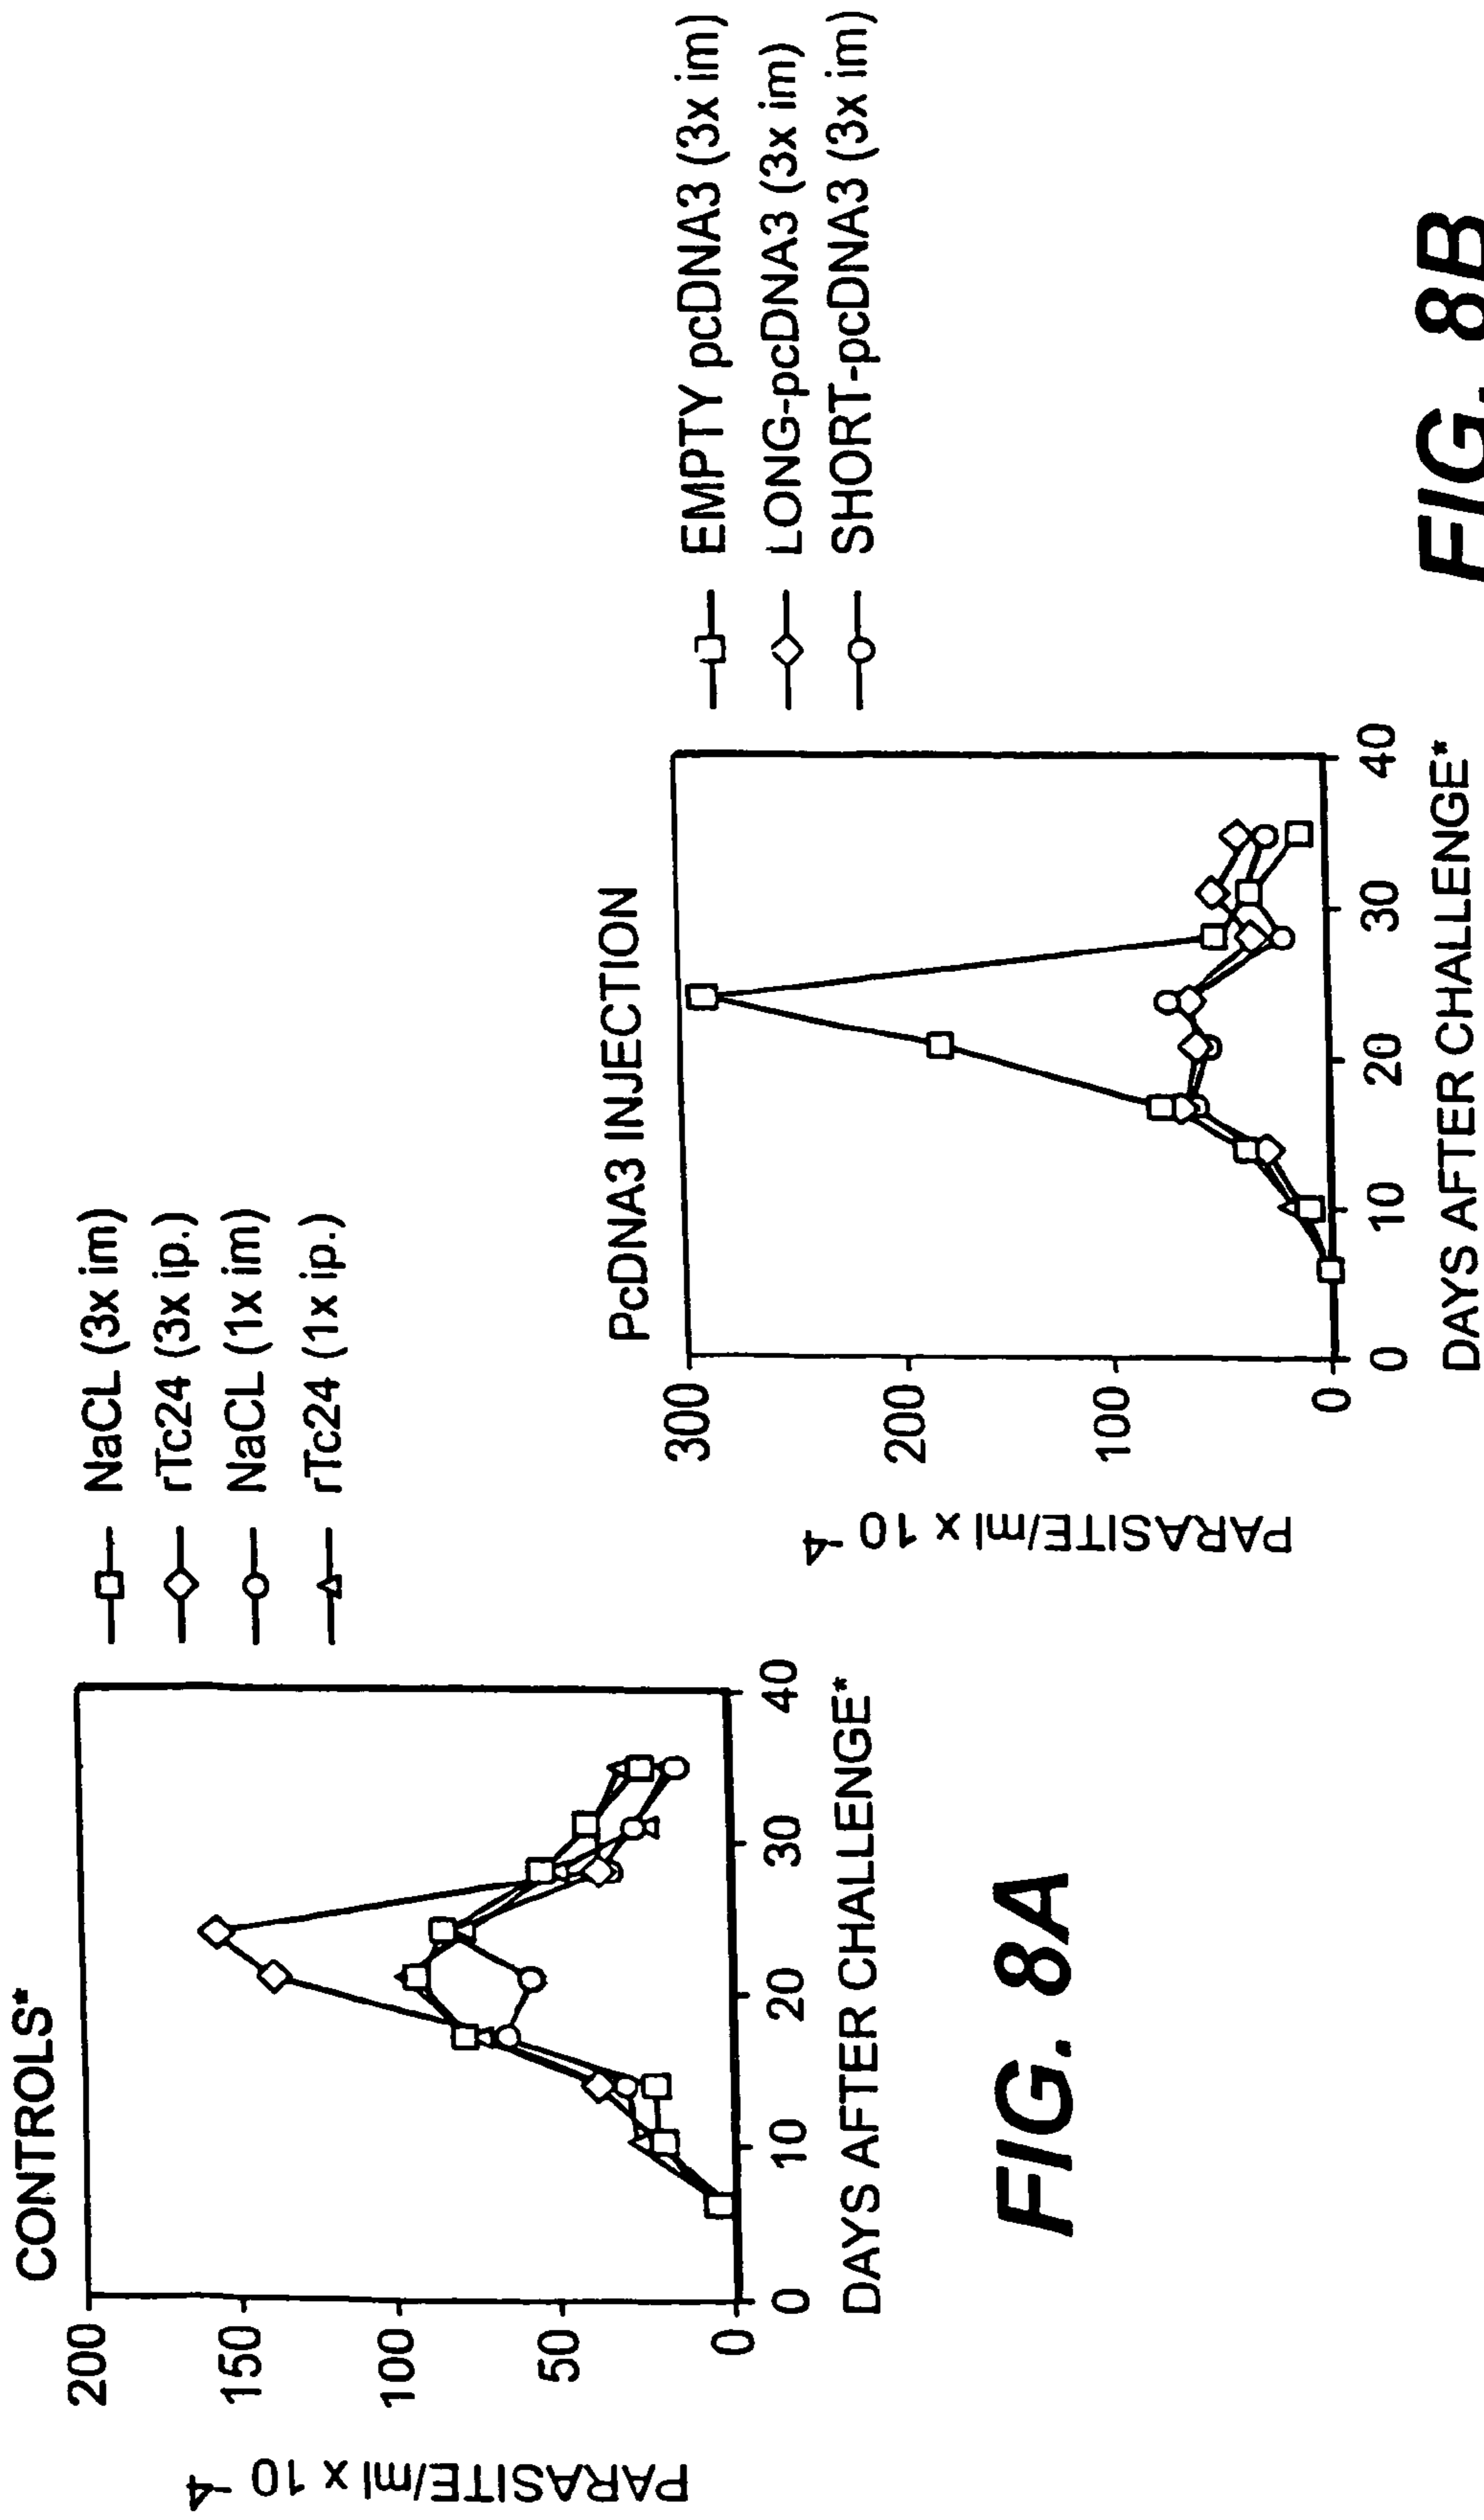 CONTROLS*
200
150
100
50
0
PARASITE/ml x 10 -4
0 10 20 30 40
DAYS AFTER CHALLENGE*
NaCL (3x im)
rTc24 (3x ip.)
NaCL (1x im)
rTc24 (1x ip.)
FIG. 8A
PcDNA3 INJECTION
300
200
100
0
PARASITE/ml x 10 -4
0 10 20 30 40
DAYS AFTER CHALLENGE*
EMPTY pcDNA3 (3x im)
LONG-pcDNA3 (3x im)
SHORT-pcDNA3 (3x im)
FIG. 8B